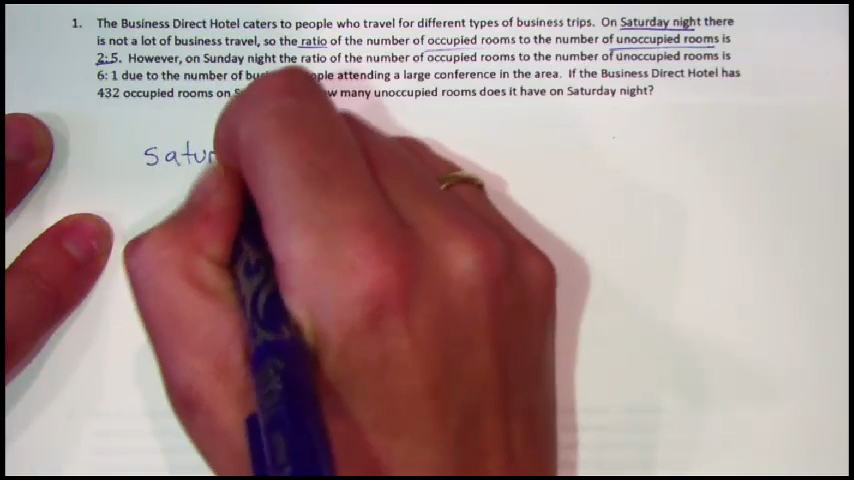 1. The Business Direct Hotel caters to people who travel for different types of business trips. On Saturday night there
is not a lot of business travel, so the ratio of the number of occupied rooms to the number of unoccupied rooms is
2:5. However, on Sunday night the ratio of the number of occupied rooms to the number of unoccupied rooms is
6:1 due to the number of attending a large conference in the area. If the Business Direct Hotel has
432 occupied rooms on many unoccupied rooms does it have on Saturday night?
satur